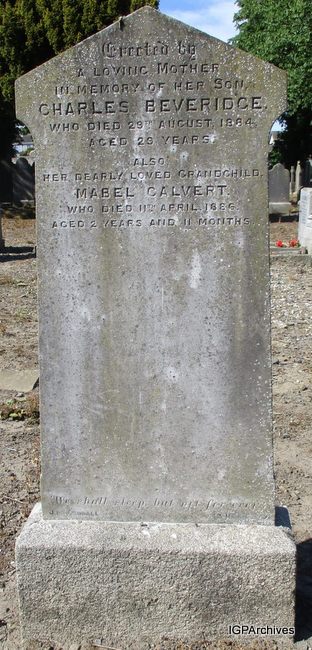 Erected by
A LOVING MOTHER
IN MEMORY OF HER SON,
CHARLES BEVERIDGE,
WHO DIED 29TH AUGUST, 1884,
AGED 29 YEARS.
ALSO
HER DEARLY LOVED GRANDCHILD,
MABEL CALVERT,
WHO DIED 11TH APRIL, 1886,
AGED 2 YEARS AND 11 MONTHS.
"We shall sleep, but not for ever."
IGPArchives